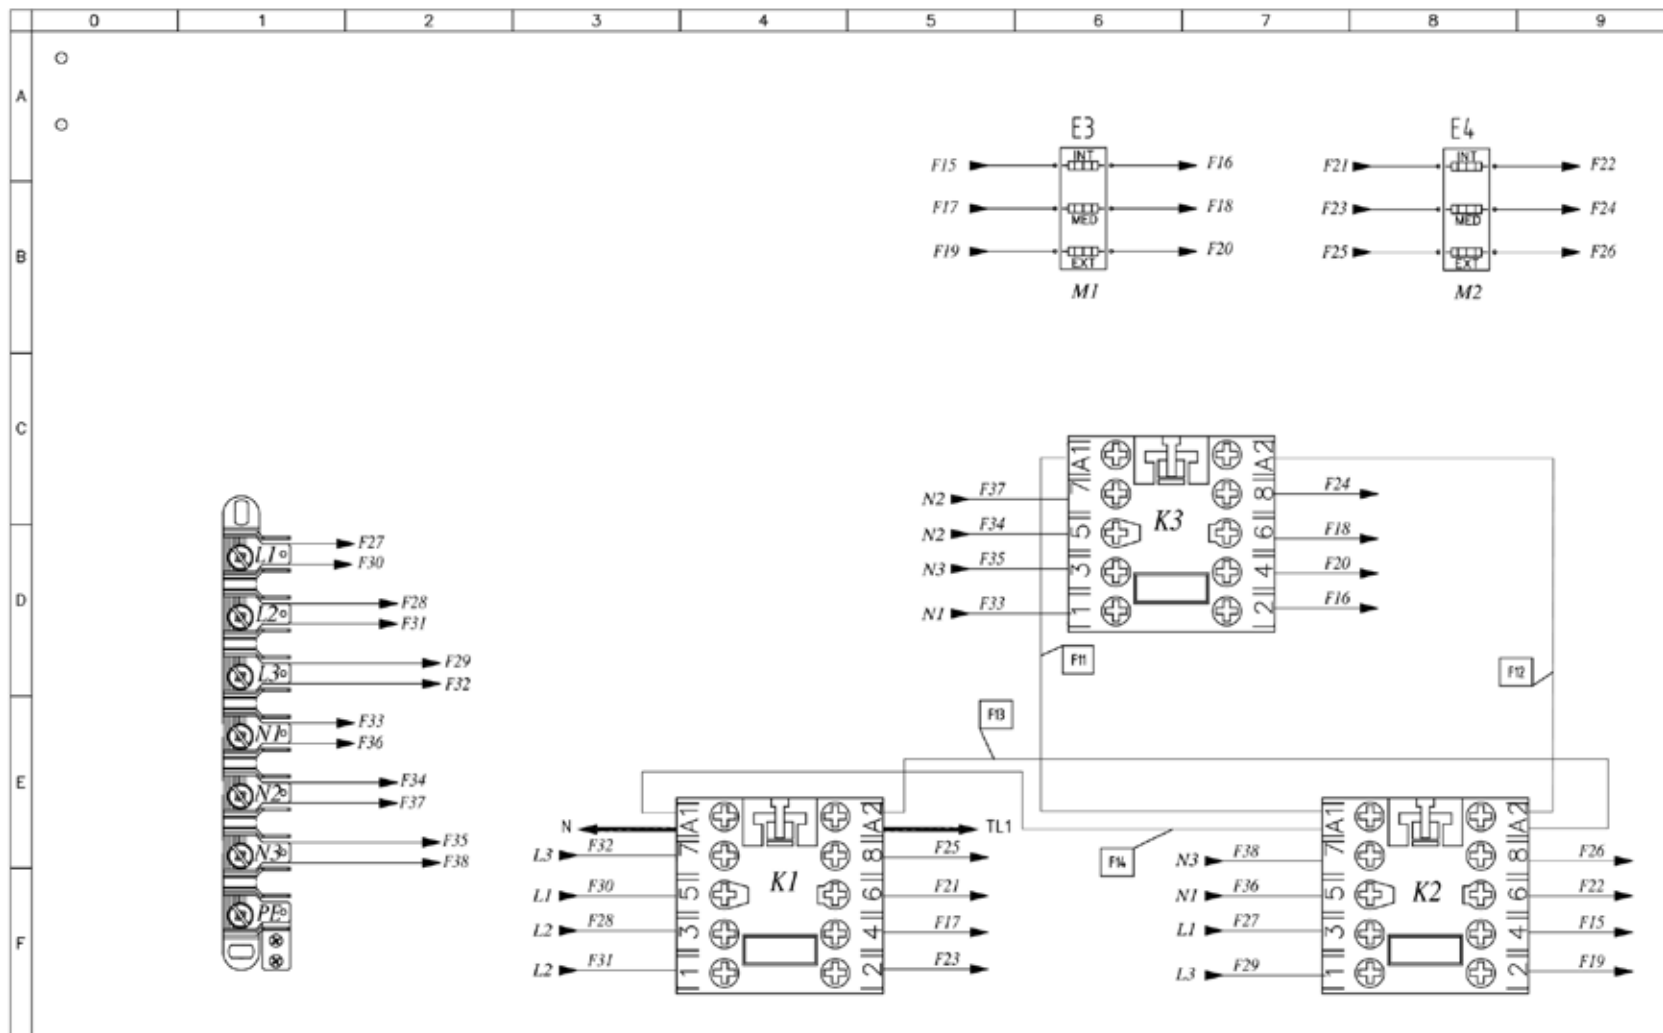 0 1 2 3 4 5 6 7 8 9
A
E3 E4
INT INT
F15 F16 F21 F22
F17 F18 F23 F24
MED MED
B
F19 F20 F25 F26
EXT EXT
M1 M2
C
A1 A2
N2 F37 7 8 F24
N2 F34 5 K3 6 F18
N3 F35 3 4 F20
N1 F33 1 2 F16
L1 F27
F30
D
L2 F28
F31
L3 F29
F32
F11 F12
N1 F33
F36
F13
E
N2 F34
F37
N3 F35
F38
PE
N A1 A2 TL1
L3 F32 7 8 F25
L1 F30 5 K1 6 F21
L2 F28 3 4 F17
L2 F31 1 2 F23
F14
A1 A2
N3 F38 7 8 F26
N1 F36 5 K2 6 F22
L1 F27 3 4 F15
L3 F29 1 2 F19
F